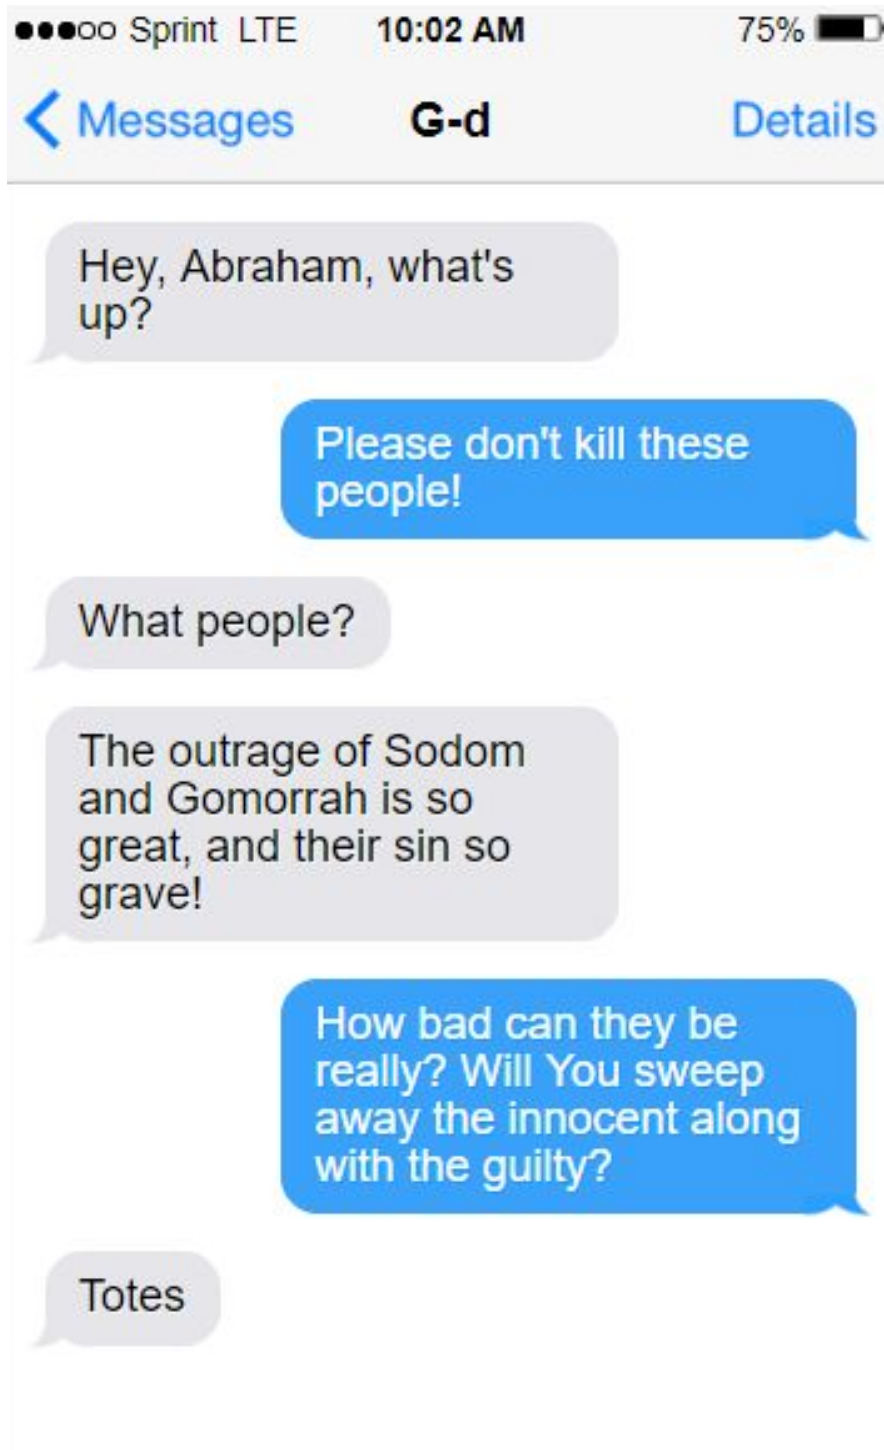 ●●●○○ Sprint LTE 10:02 AM 75%
Messages G-d Details
Hey, Abraham, what's
up?
Please don't kill these
people!
What people?
The outrage of Sodom
and Gomorrah is so
great, and their sin so
grave!
How bad can they be
really? Will You sweep
away the innocent along
with the guilty?
Totes